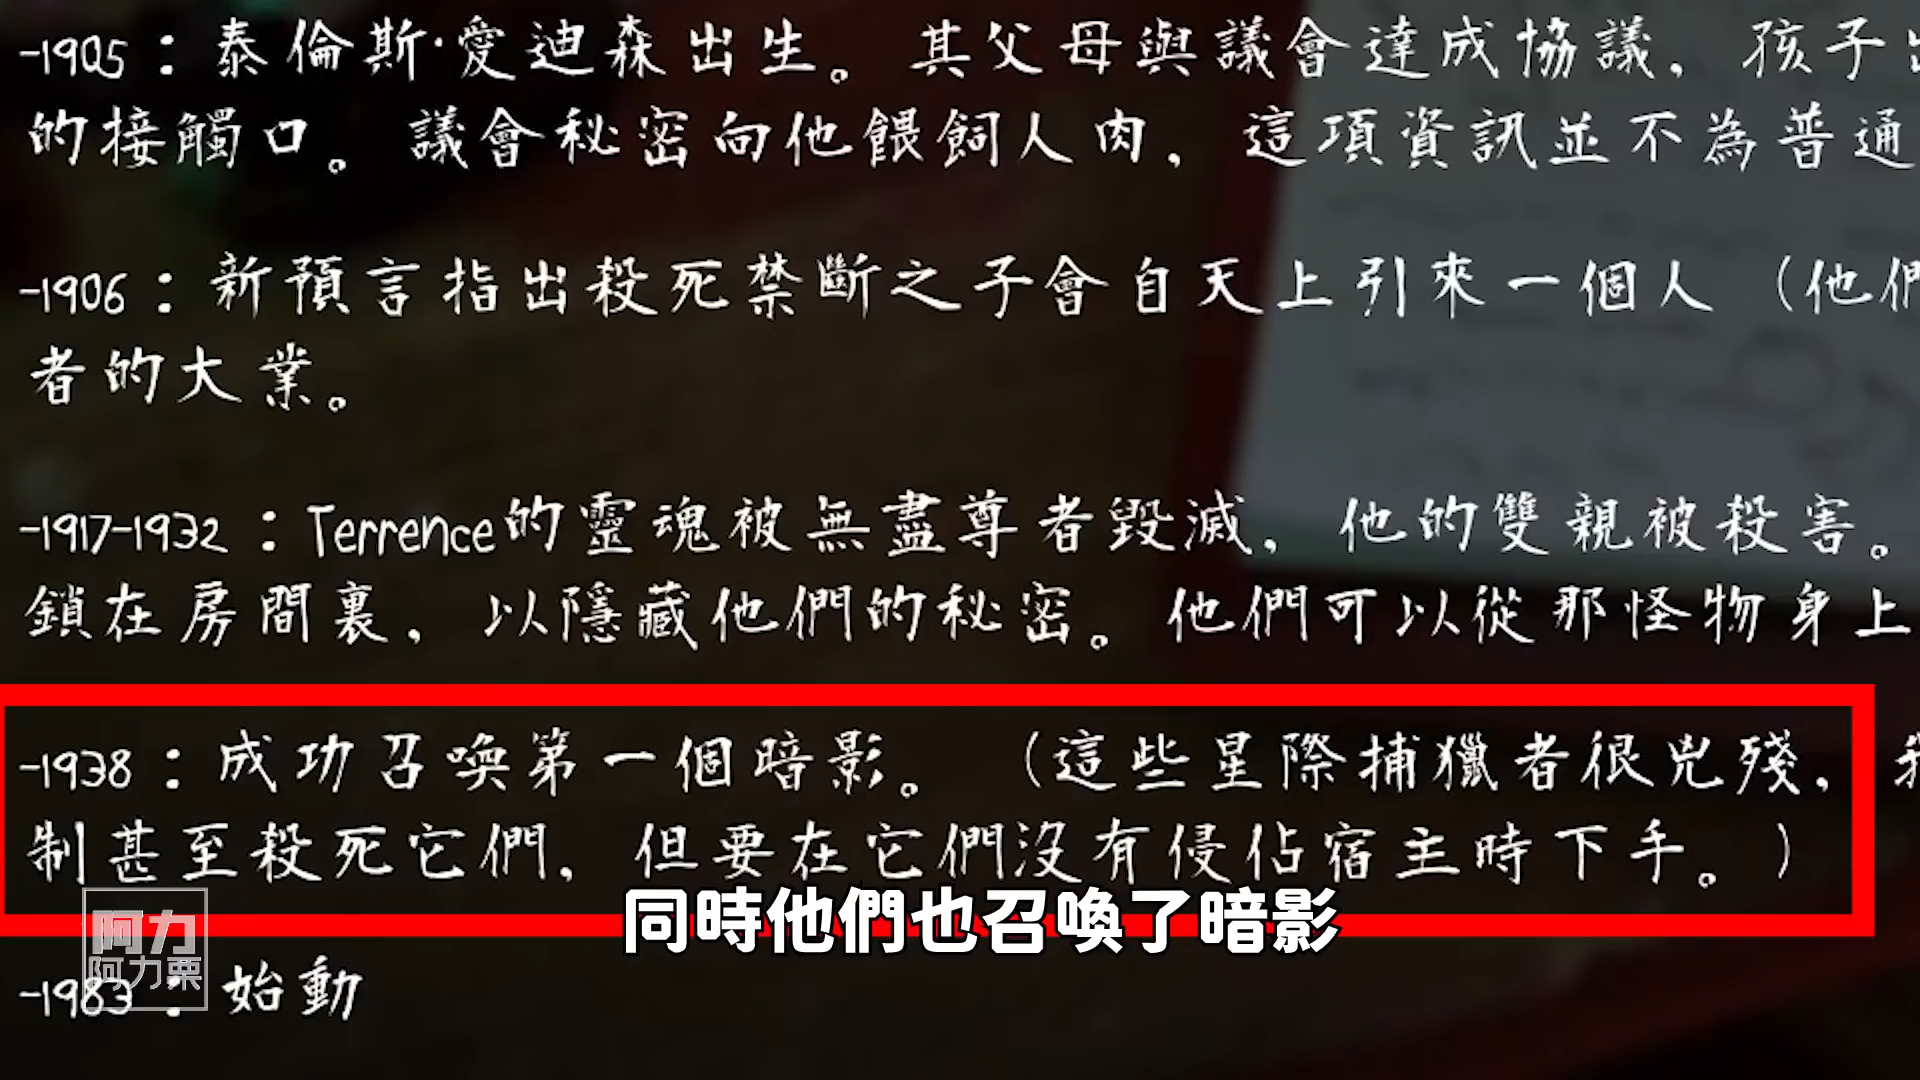 -1905：泰倫斯·愛迪森出生。其父母與議會達成協議，孩子出
的接觸口。議會秘密向他餵飼人肉，這項資訊並不為普通
-1906：新預言指出殺死禁斷之子會自天上引來一個人（他們
者的大業。
-1917-1932：Terrence的靈魂被無盡尊者毀滅，他的雙親被殺害。
鎖在房間裏，以隱藏他們的秘密。他們可以從那怪物身上
-1938：成功召喚第一個暗影。（這些星際捕獵者很兇殘，我
制甚至殺死它們，但要在它們沒有侵佔宿主時下手。）
同時他們也召喚了暗影
阿力
阿力栗
-1983：始動